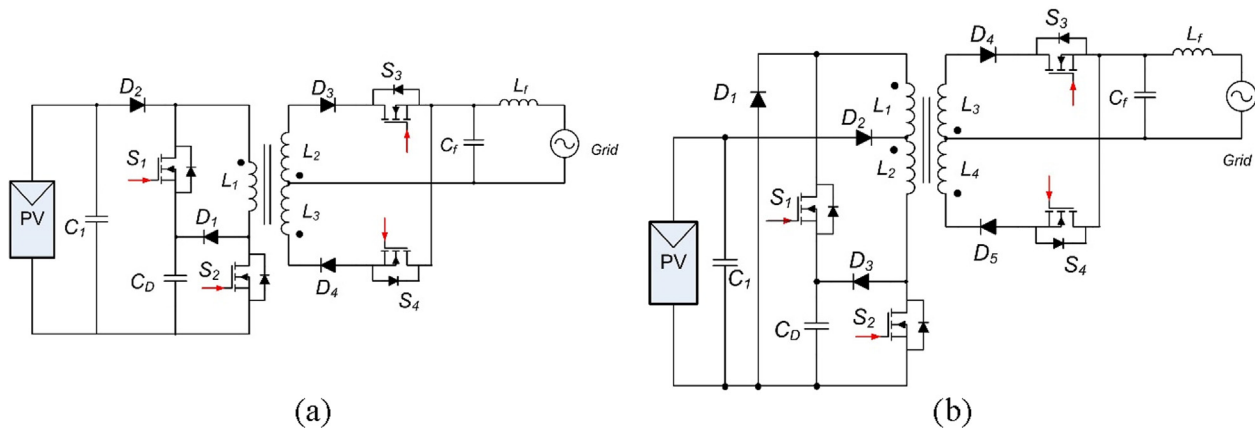 D2
S1
L1
D1
PV
C1
S2
CD
D3
S3
Lf
L2
Cf
Grid
L3
D4
S4
(a)
D4
S3
Lf
D1
L1
L3
D2
Cf
L2
L4
Grid
S1
PV
C1
D3
D5
S4
S2
CD
(b)